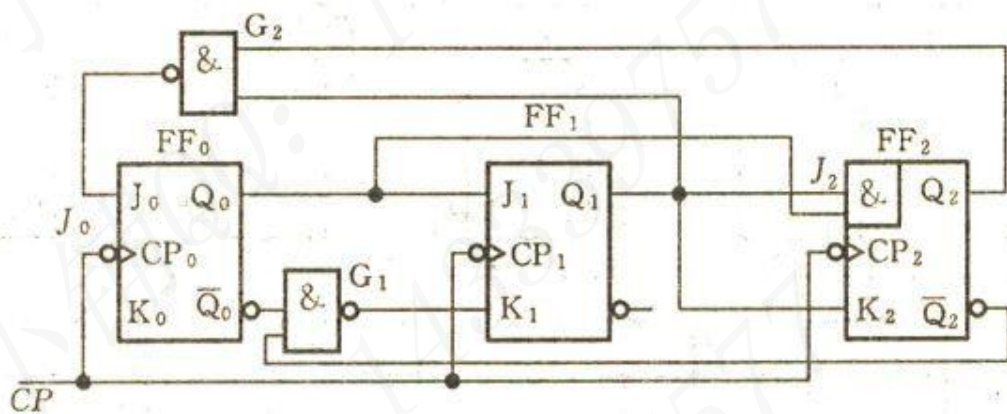 G₂
&
FF₀
FF₁
FF₂
J₀ Q₀
J₁ Q₁
J₂
& Q₂
J₀
CP₀
CP₁
CP₂
& G₁
K₀ Q̅₀
K₁
K₂ Q̅₂
CP